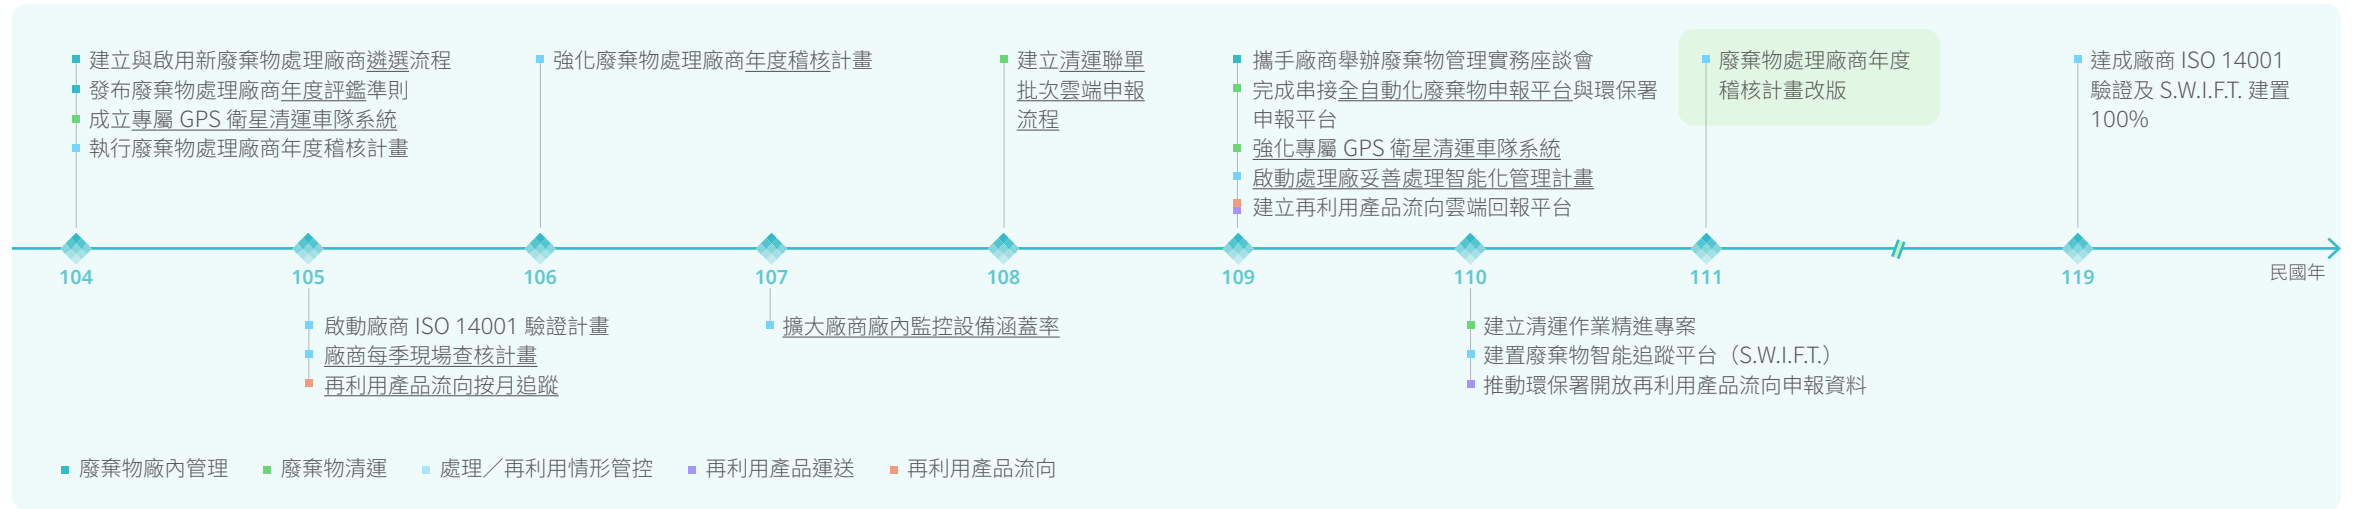 建立與啟用新廢棄物處理廠商遴選流程
發布廢棄物處理廠商年度評鑑準則
成立專屬 GPS 衛星清運車隊系統
執行廢棄物處理廠商年度稽核計畫
強化廢棄物處理廠商年度稽核計畫
建立清運聯單
批次雲端申報
流程
攜手廠商舉辦廢棄物管理實務座談會
完成串接全自動化廢棄物申報平台與環保署
申報平台
強化專屬 GPS 衛星清運車隊系統
啟動處理廠妥善處理智能化管理計畫
建立再利用產品流向雲端回報平台
廢棄物處理廠商年度
稽核計畫改版
達成廠商 ISO 14001
驗證及 S.W.I.F.T. 建置
100%
104
105
106
107
108
109
110
111
119
民國年
啟動廠商 ISO 14001 驗證計畫
廠商每季現場查核計畫
再利用產品流向按月追蹤
擴大廠商廠內監控設備涵蓋率
建立清運作業精進專案
建置廢棄物智能追蹤平台（S.W.I.F.T.）
推動環保署開放再利用產品流向申報資料
廢棄物廠內管理
廢棄物清運
處理／再利用情形管控
再利用產品運送
再利用產品流向